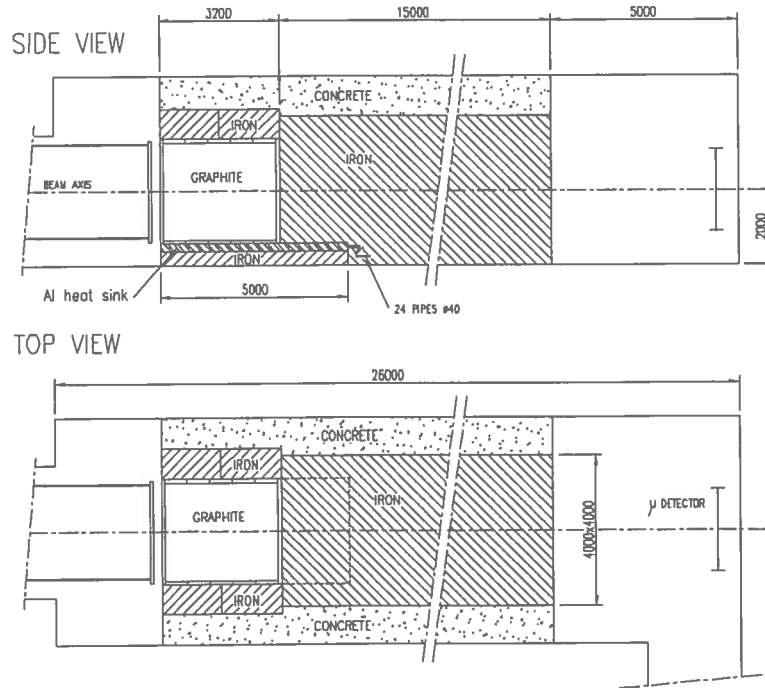 3200
15000
5000
SIDE VIEW
CONCRETE
IRON
IRON
GRAPHITE
BEAM AXIS
2000
IRON
Al heat sink
5000
24 PIPES ø40
TOP VIEW
26000
CONCRETE
IRON
IRON
GRAPHITE
μ DETECTOR
4000x4000
IRON
CONCRETE